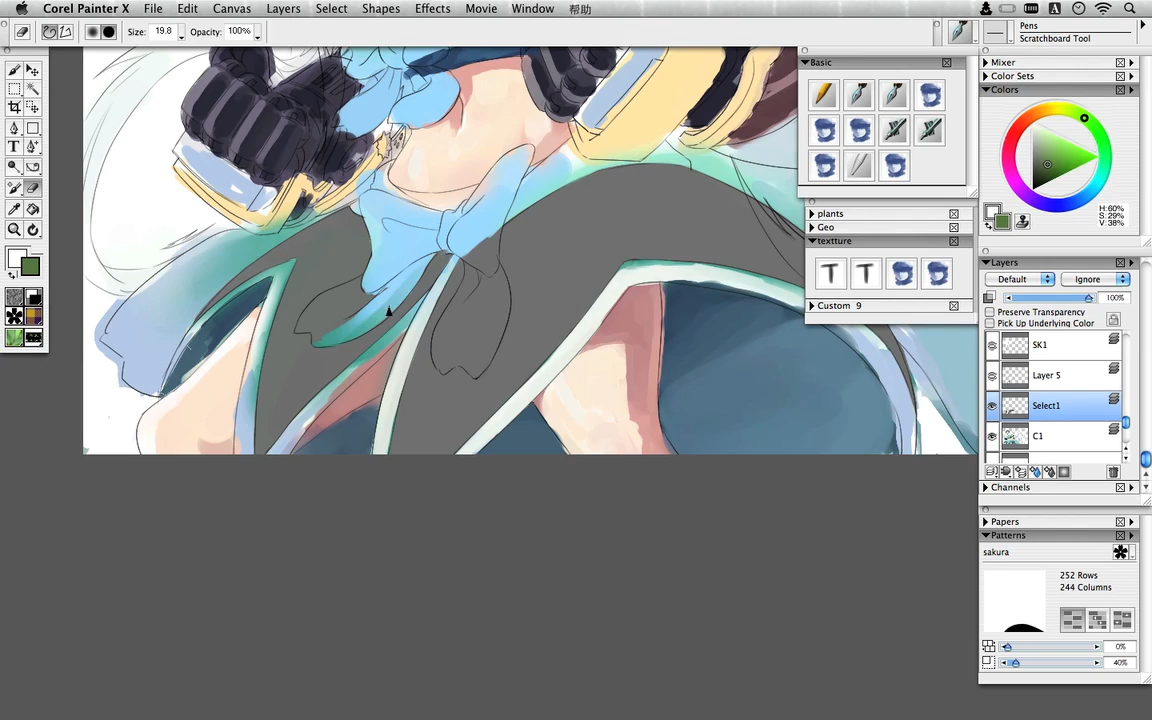 Corel Painter X File Edit Canvas Layers Select Shapes Effects Movie Window 帮助
Size: 19.8 Opacity: 100%
Pens
Scratchboard Tool
Basic
plants
Geo
textture
T T
Custom 9
Mixer
Color Sets
Colors
H:60%
S:29%
V:38%
Layers
Default Ignore
100%
Preserve Transparency
Pick Up Underlying Color
SK1
Layer 5
Select1
C1
Channels
Papers
Patterns
sakura
252 Rows
244 Columns
0%
40%